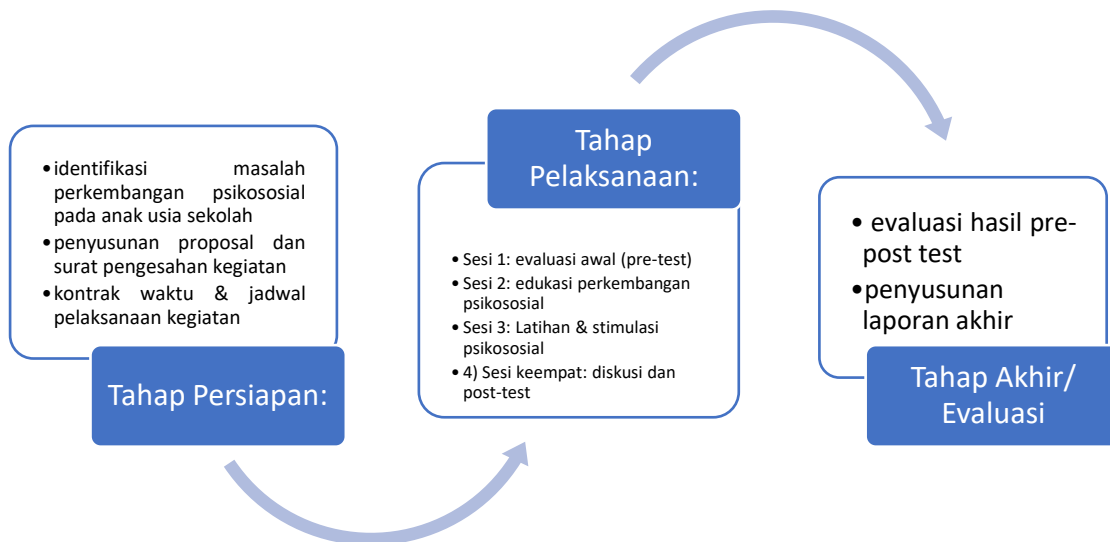 •identifikasi masalah
perkembangan psikososial
pada anak usia sekolah
•penyusunan proposal dan
surat pengesahan kegiatan
•kontrak waktu & jadwal
pelaksanaan kegiatan
Tahap Persiapan:
Tahap
Pelaksanaan:
• Sesi 1: evaluasi awal (pre-test)
• Sesi 2: edukasi perkembangan
psikososial
• Sesi 3: Latihan & stimulasi
psikososial
• 4) Sesi keempat: diskusi dan
post-test
• evaluasi hasil pre-
post test
•penyusunan
laporan akhir
Tahap Akhir/
Evaluasi